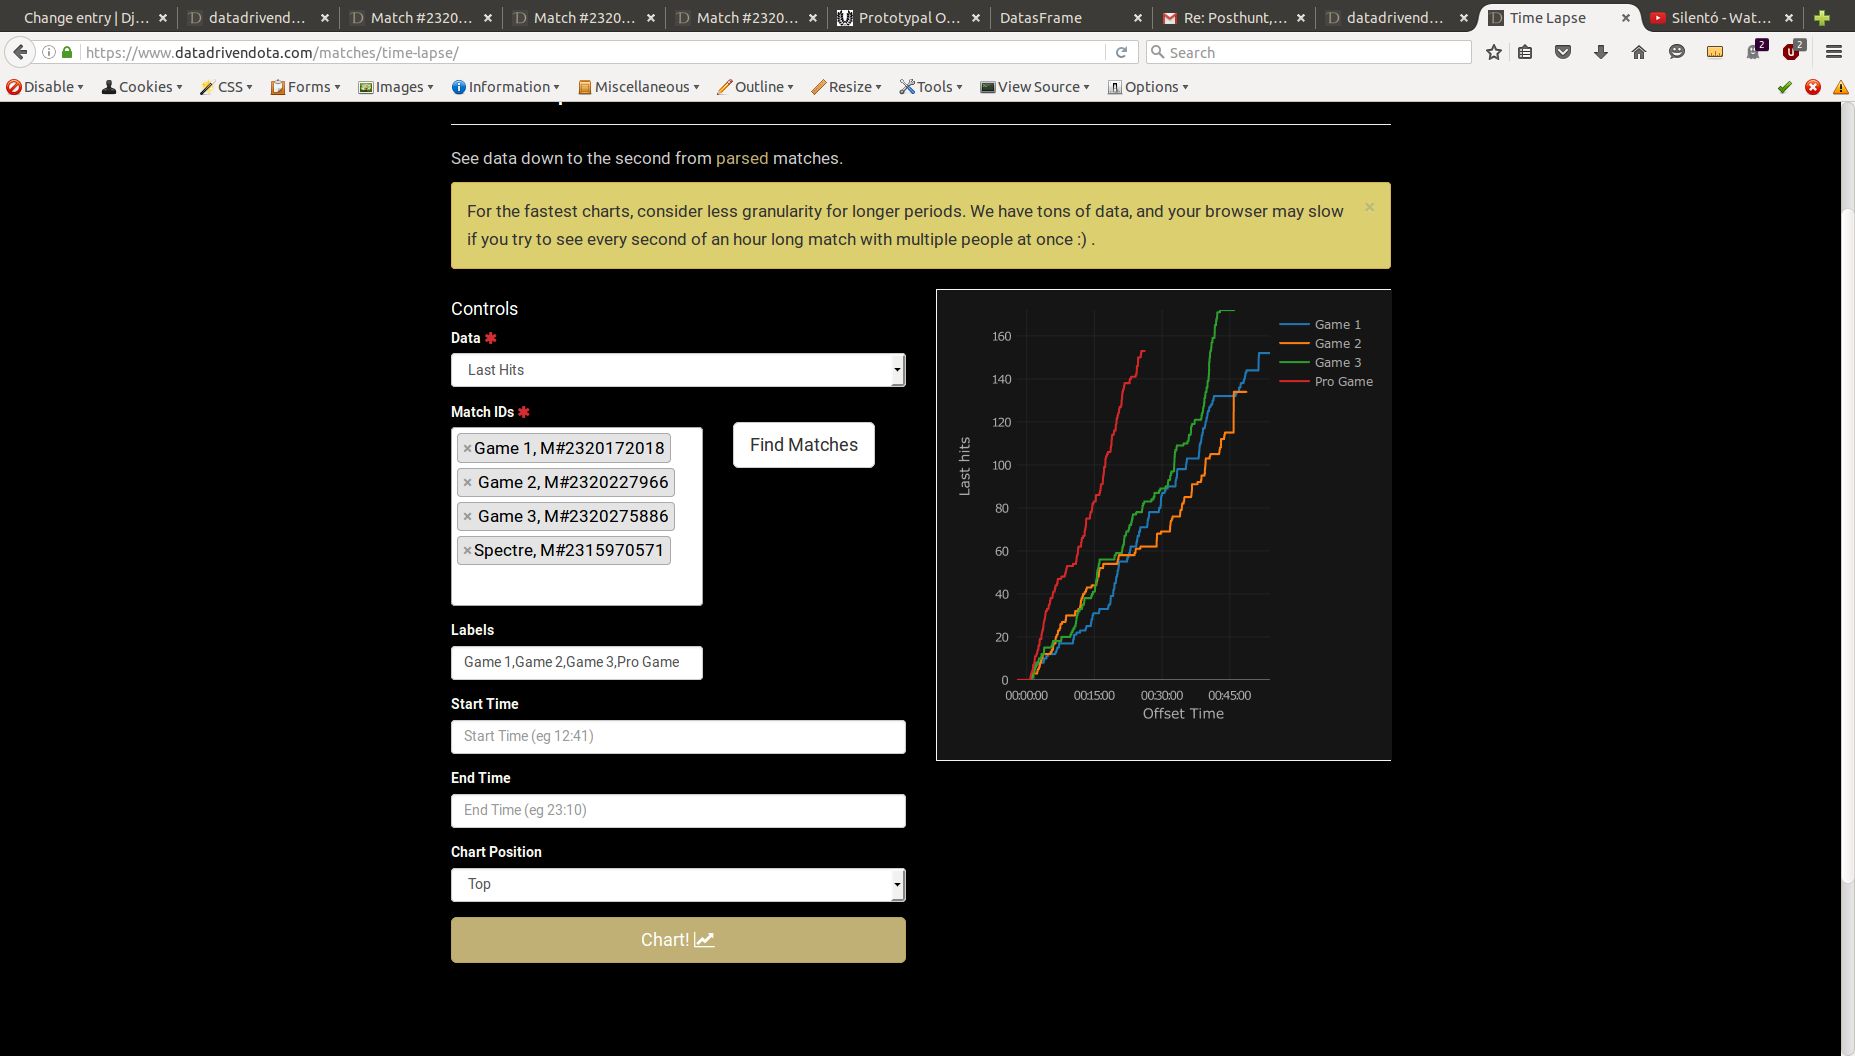 Change entry | Dj... datadrivend... Match #2320... Match #2320... Match #2320... Prototypal O... DatasFrame Re: Posthunt,... datadrivend... Time Lapse Silentó - Wat...
https://www.datadrivendota.com/matches/time-lapse/ Search 2 2
Disable Cookies CSS Forms Images Information Miscellaneous Outline Resize Tools View Source Options
See data down to the second from parsed matches.
For the fastest charts, consider less granularity for longer periods. We have tons of data, and your browser may slow
if you try to see every second of an hour long match with multiple people at once :) .
Controls
Data *
Last Hits
Match IDs *
× Game 1, M#2320172018
× Game 2, M#2320227966
× Game 3, M#2320275886
× Spectre, M#2315970571
Find Matches
Labels
Game 1,Game 2,Game 3,Pro Game
Start Time
Start Time (eg 12:41)
End Time
End Time (eg 23:10)
Chart Position
Top
Chart!
Game 1
Game 2
Game 3
Pro Game
Last hits
160
140
120
100
80
60
40
20
0
00:00:00 00:15:00 00:30:00 00:45:00
Offset Time